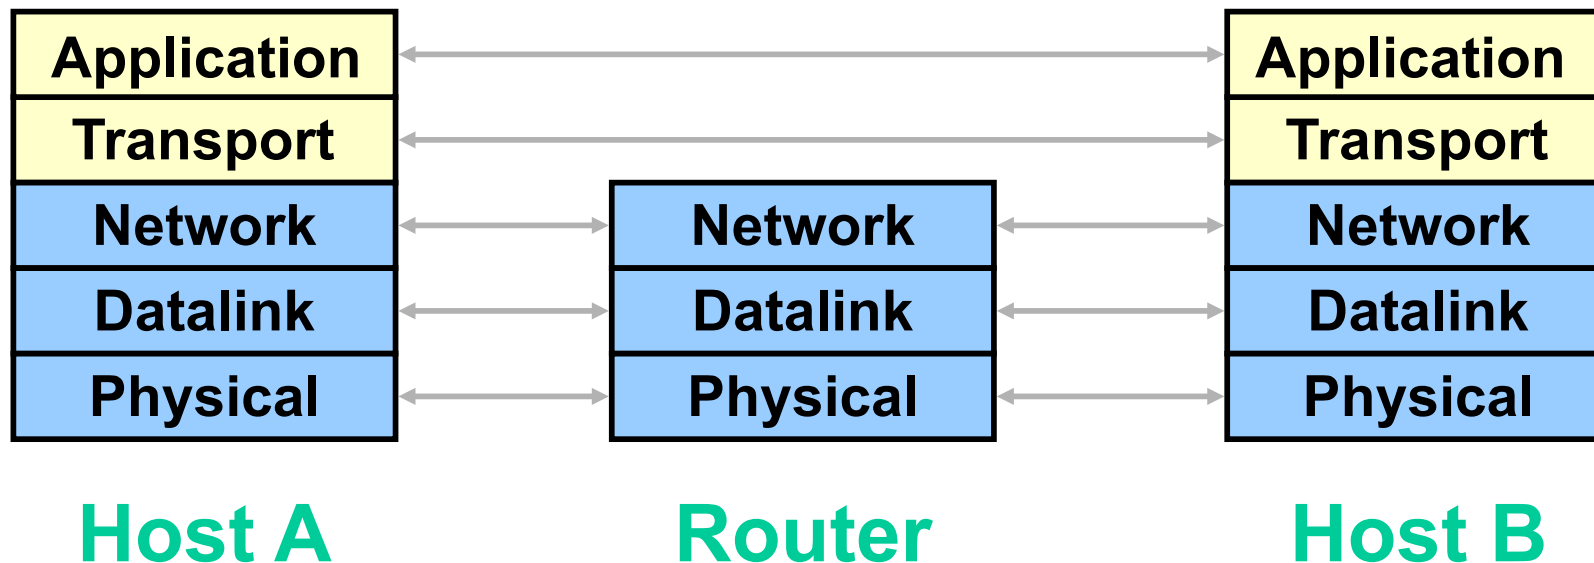 Application
Application
Transport
Transport
Network
Network
Network
Datalink
Datalink
Datalink
Physical
Physical
Physical
Host A
Router
Host B